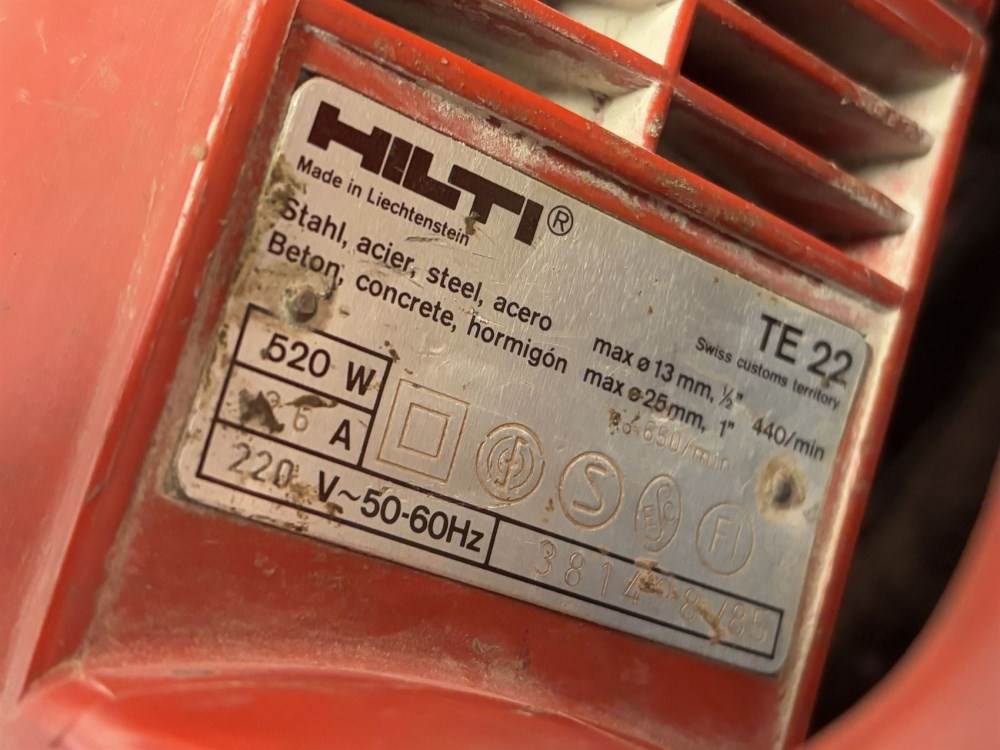 HILTI®
Made in Liechtenstein
TE 22
Swiss customs territory
Stahl, acier, steel, acero max ø 13 mm, ½" 440/min
Beton, concrete, hormigón max ø 25mm, 1"
520 W
A
220 V~50-60Hz
S
FI